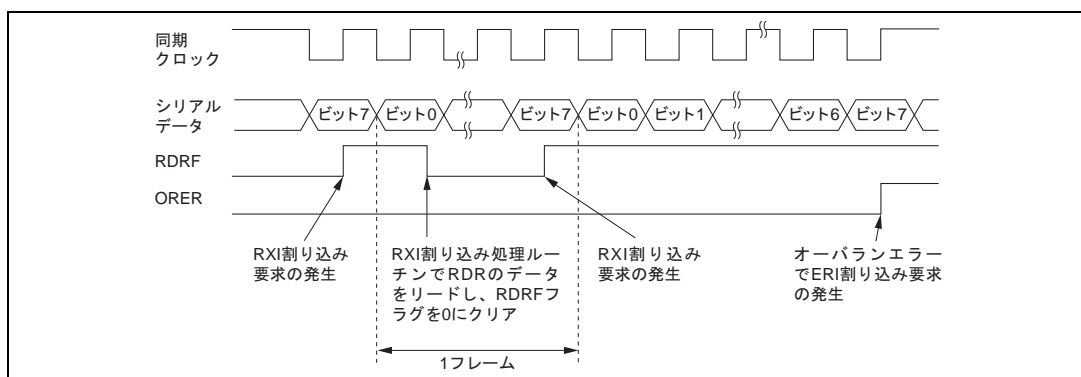 同期
クロック
シリアル
データ
ビット7 ビット0 ビット7 ビット0 ビット1 ビット6 ビット7
RDRF
ORER
RXI割り込み
要求の発生
RXI割り込み処理ルー
チンでRDRのデータ
をリードし、RDRFフ
ラグを0にクリア
RXI割り込み
要求の発生
オーバランエラー
でERI割り込み要求
の発生
1フレーム